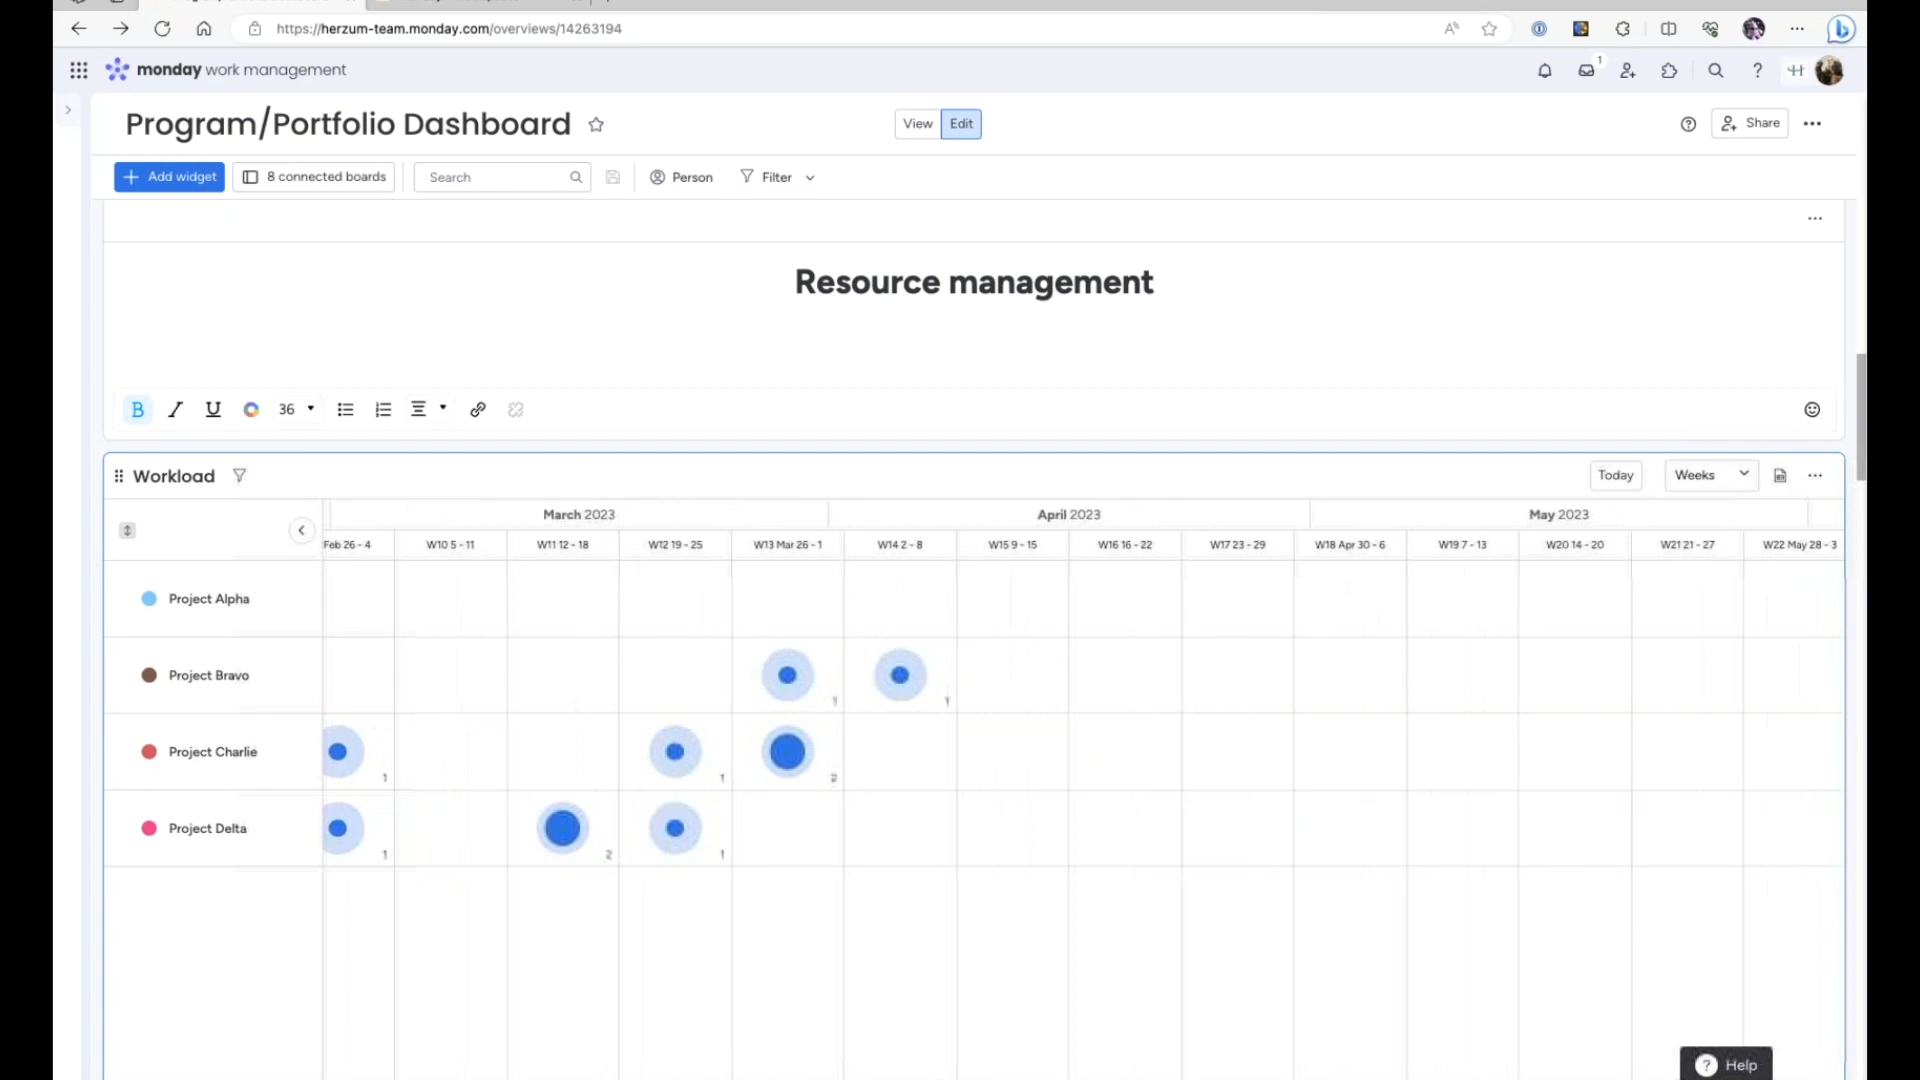 https://herzum-team.monday.com/overviews/14263194
monday work management
1
Program/Portfolio Dashboard
View
Edit
Share
Add widget
8 connected boards
Search
Person
Filter
Resource management
B
I
U
36
Workload
Today
Weeks
March 2023
April 2023
May 2023
Feb 26 - 4
W10 5 - 11
W11 12 - 18
W12 19 - 25
W13 Mar 26 - 1
W14 2 - 8
W15 9 - 15
W16 16 - 22
W17 23 - 29
W18 Apr 30 - 6
W19 7 - 13
W20 14 - 20
W21 21 - 27
W22 May 28 - 3
Project Alpha
Project Bravo
1
1
Project Charlie
1
1
2
Project Delta
1
2
1
? Help